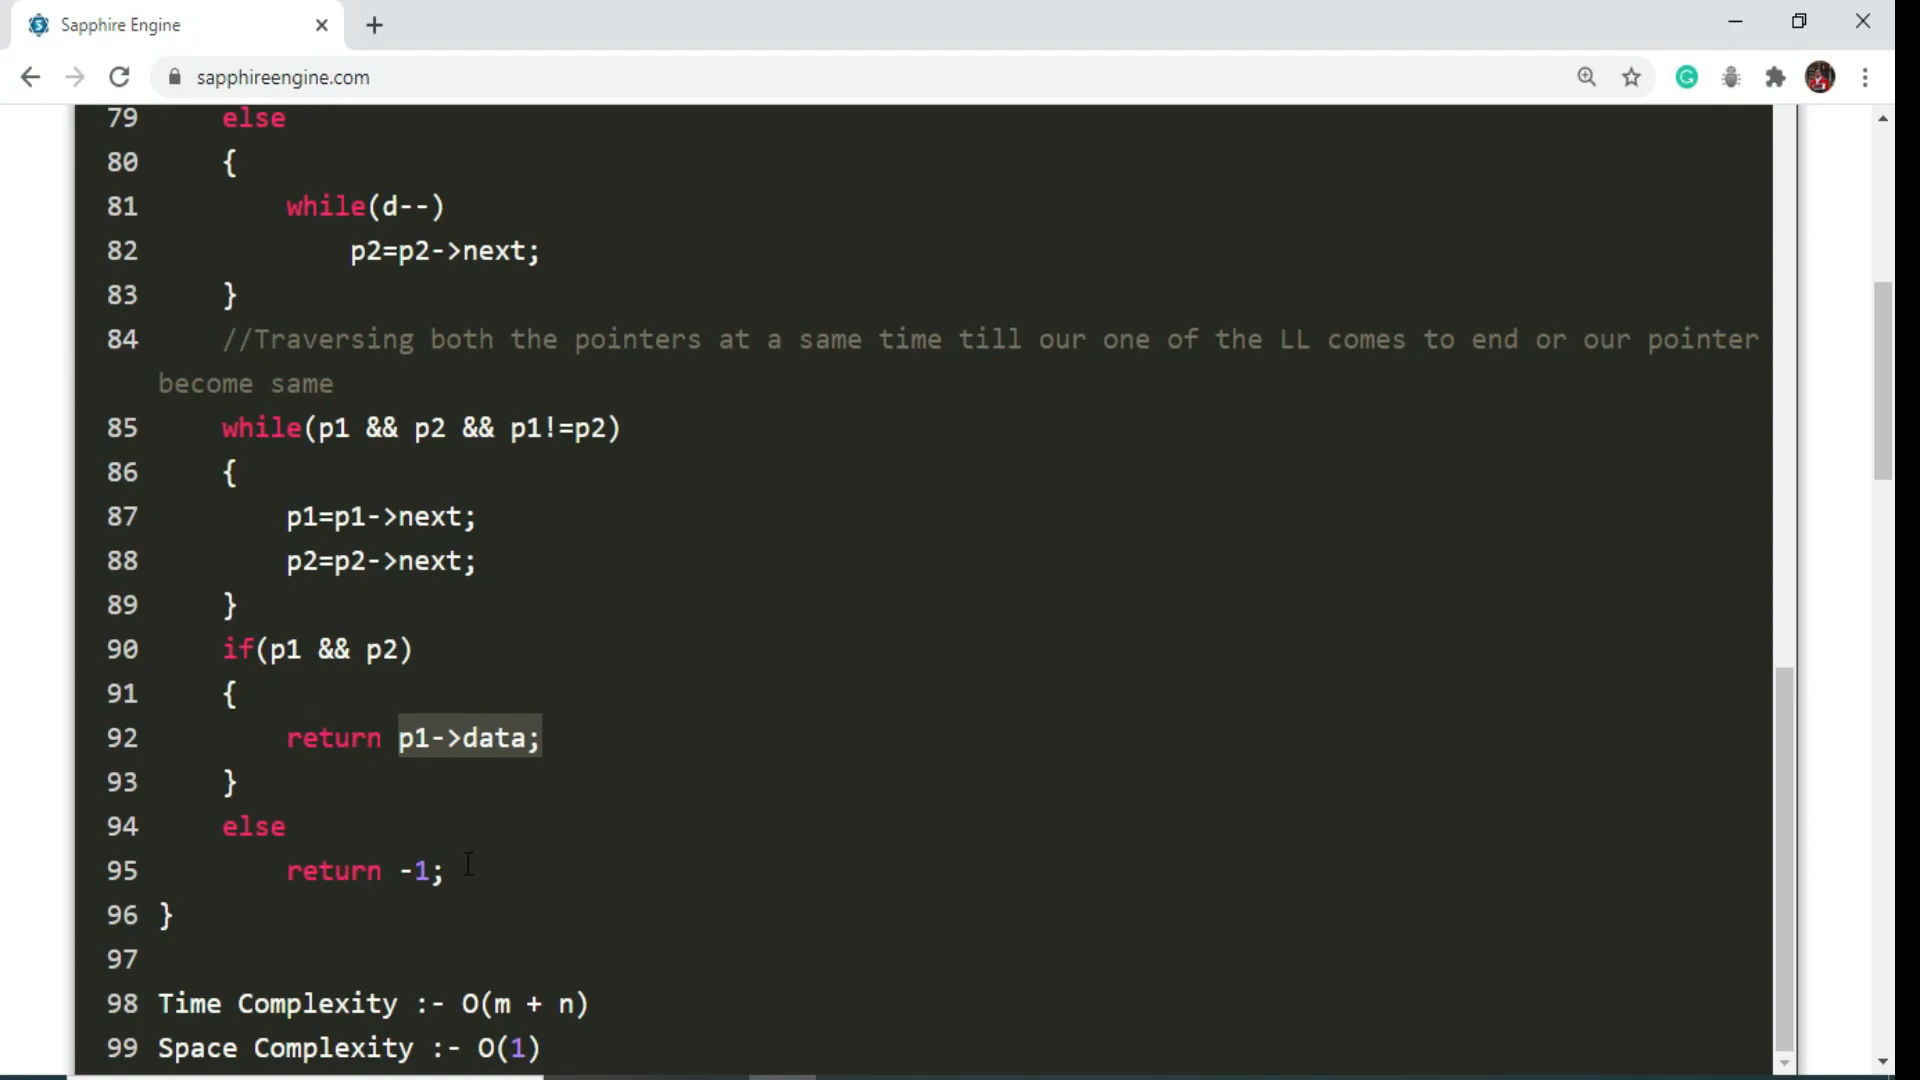 Sapphire Engine
sapphireengine.com
79 else
80 {
81 while(d--)
82 p2=p2->next;
83 }
84 //Traversing both the pointers at a same time till our one of the LL comes to end or our pointer
become same
85 while(p1 && p2 && p1!=p2)
86 {
87 p1=p1->next;
88 p2=p2->next;
89 }
90 if(p1 && p2)
91 {
92 return p1->data;
93 }
94 else
95 return -1;
96 }
97
98 Time Complexity :- O(m + n)
99 Space Complexity :- O(1)